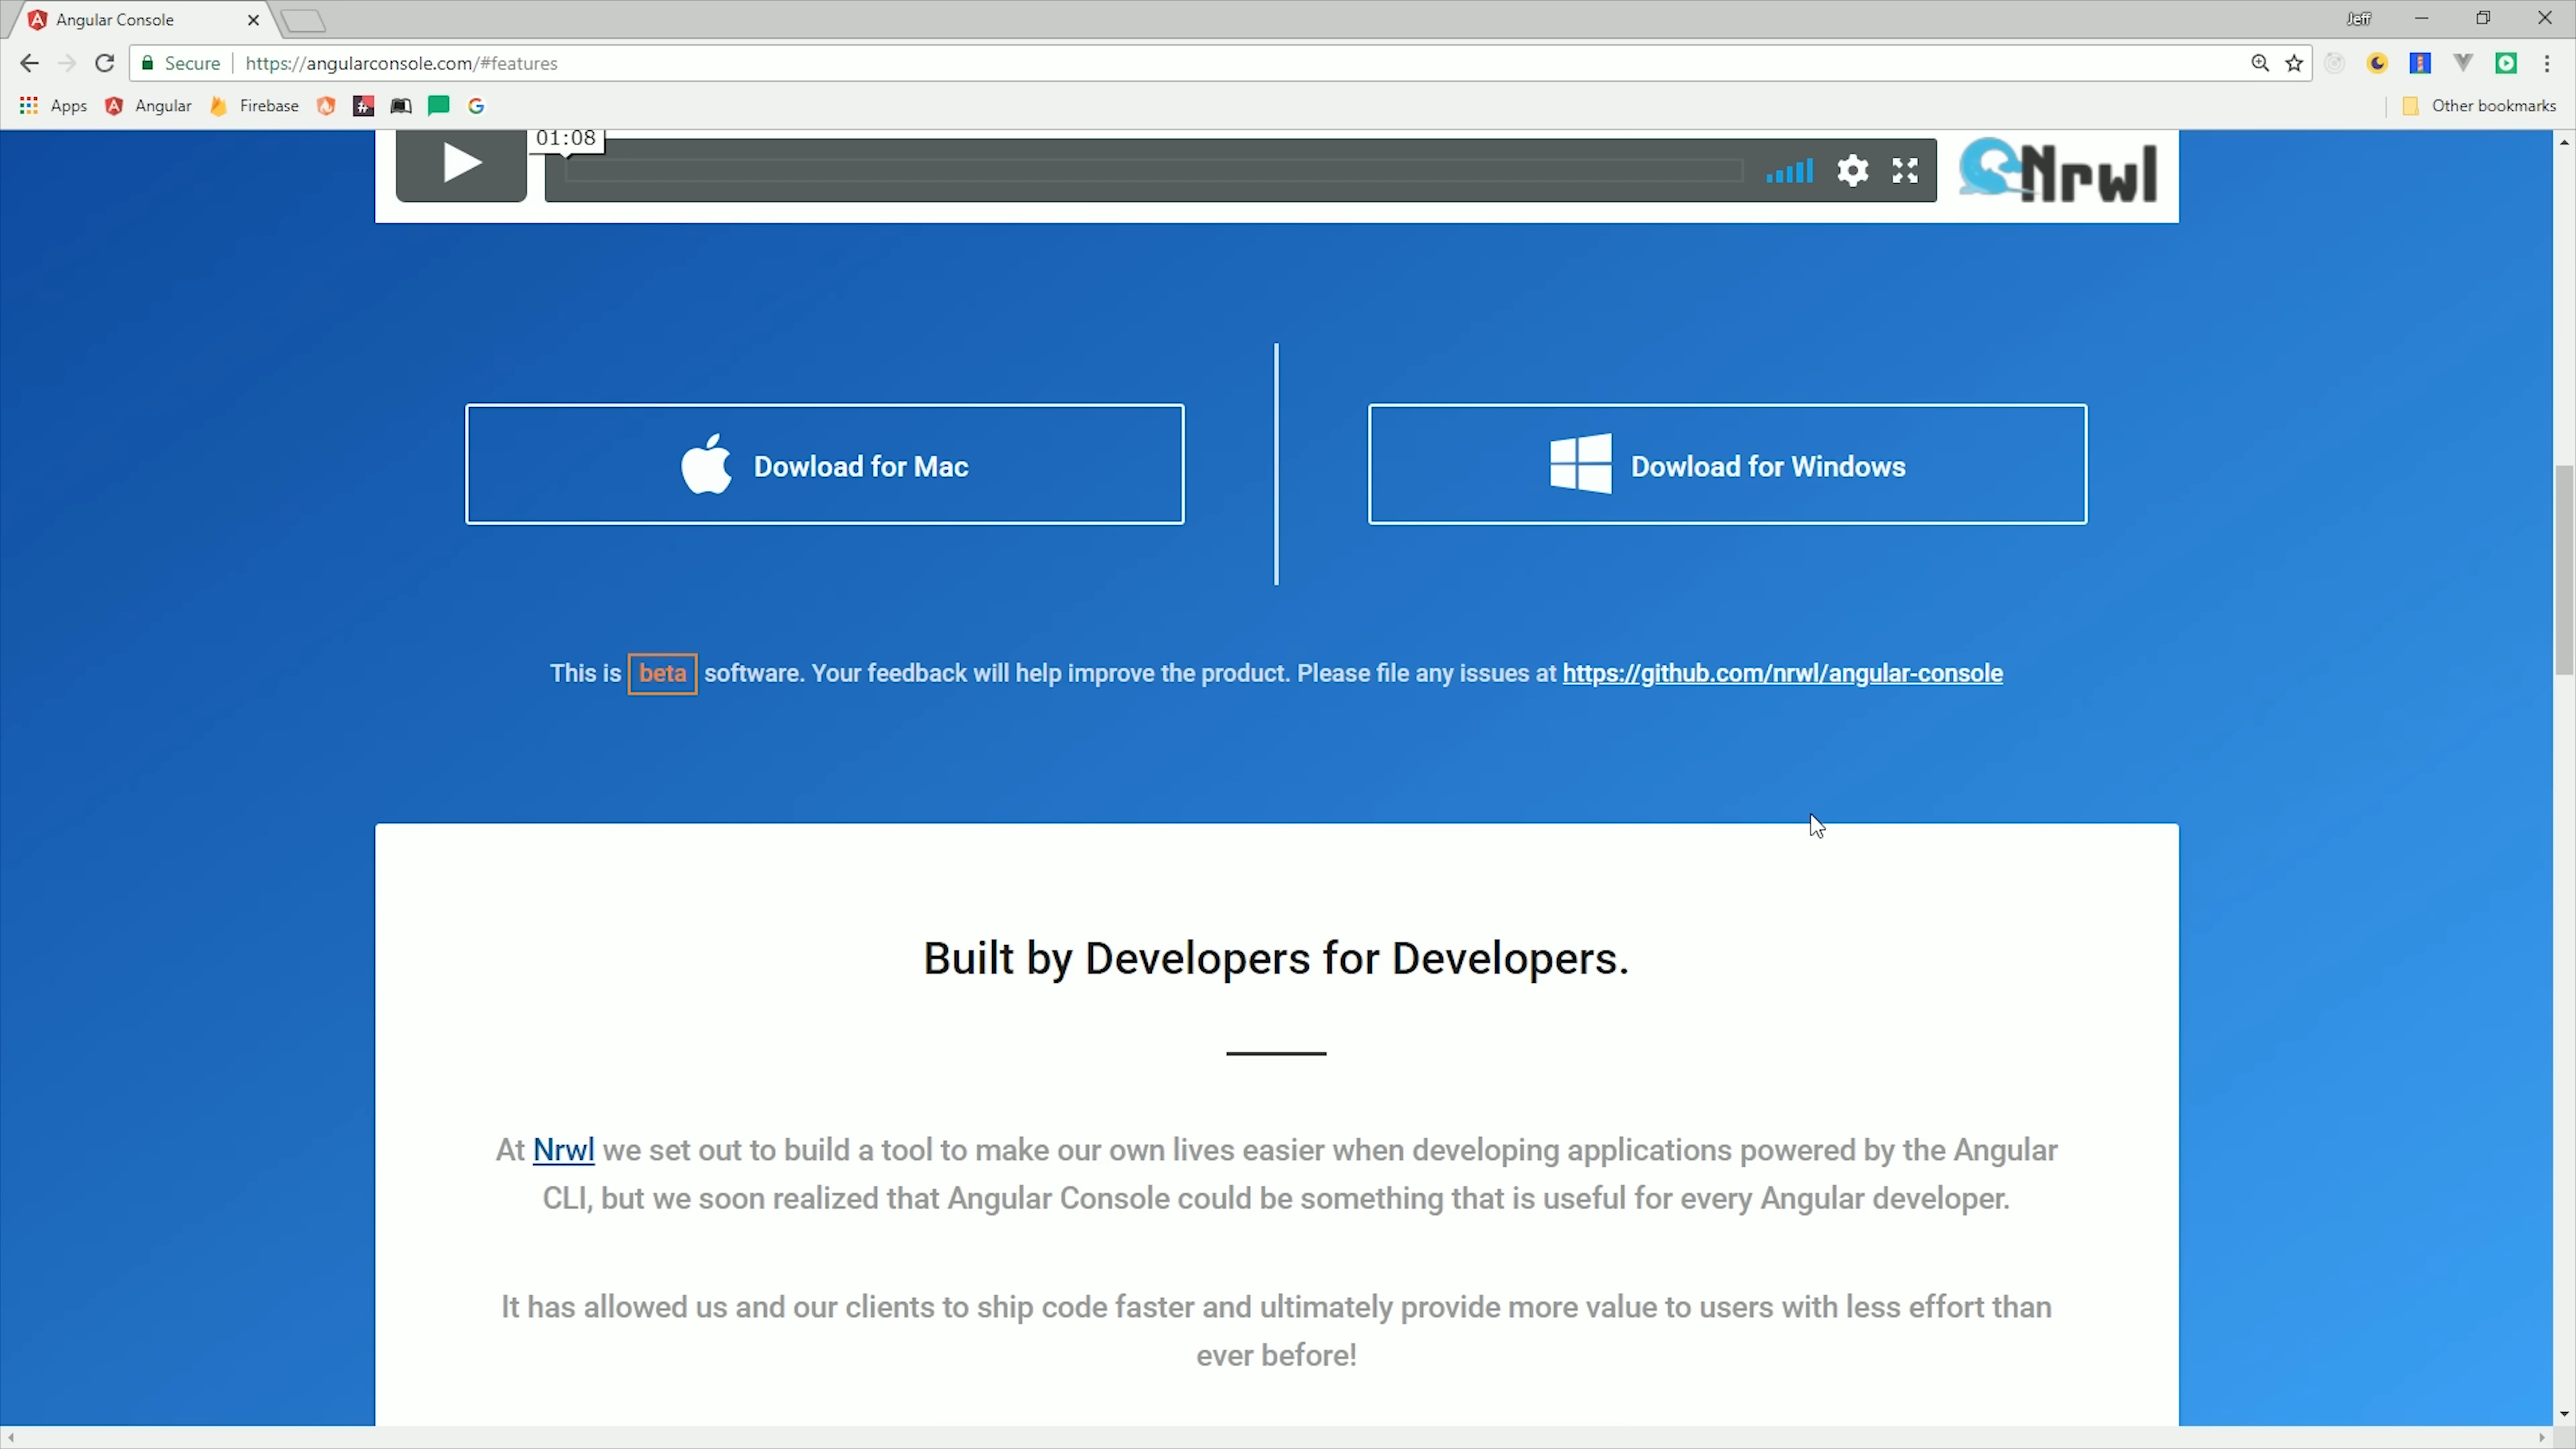 Angular Console
Jeff
Secure
https://angularconsole.com/#features
Apps
Angular
Firebase
Other bookmarks
01:08
Nrwl
Dowload for Mac
Dowload for Windows
This is beta software. Your feedback will help improve the product. Please file any issues at https://github.com/nrwl/angular-console
Built by Developers for Developers.
At Nrwl we set out to build a tool to make our own lives easier when developing applications powered by the Angular
CLI, but we soon realized that Angular Console could be something that is useful for every Angular developer.
It has allowed us and our clients to ship code faster and ultimately provide more value to users with less effort than
ever before!